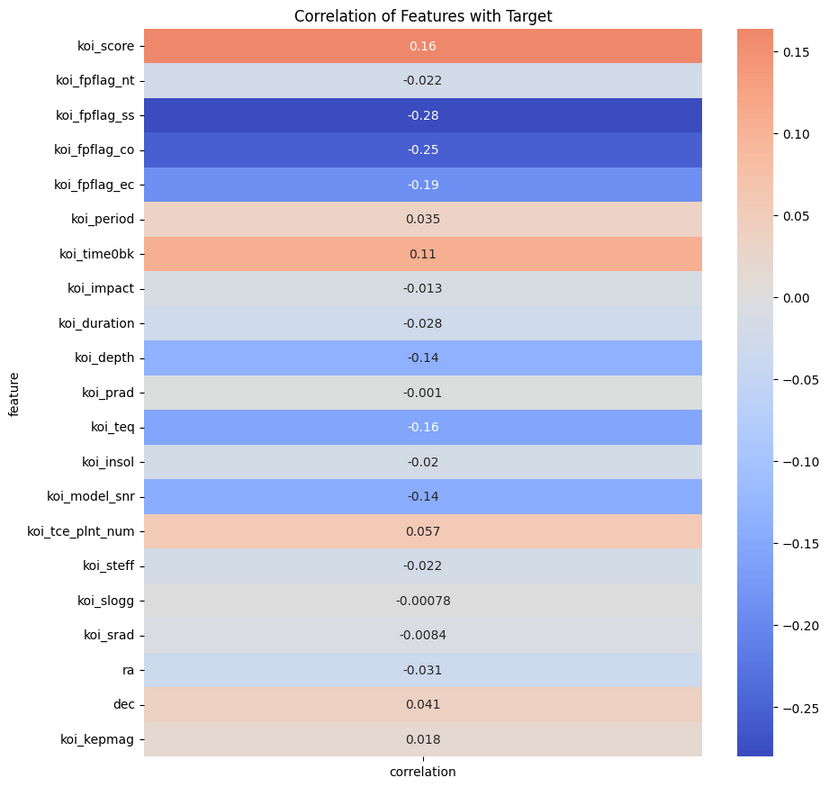 Correlation of Features with Target
koi_score 0.16
koi_fpflag_nt -0.022
koi_fpflag_ss -0.28
koi_fpflag_co -0.25
koi_fpflag_ec -0.19
koi_period 0.035
koi_time0bk 0.11
koi_impact -0.013
koi_duration -0.028
koi_depth -0.14
koi_prad -0.001
koi_teq -0.16
koi_insol -0.02
koi_model_snr -0.14
koi_tce_plnt_num 0.057
koi_steff -0.022
koi_slogg -0.00078
koi_srad -0.0084
ra -0.031
dec 0.041
koi_kepmag 0.018
feature
correlation
0.15
0.10
0.05
0.00
−0.05
−0.10
−0.15
−0.20
−0.25